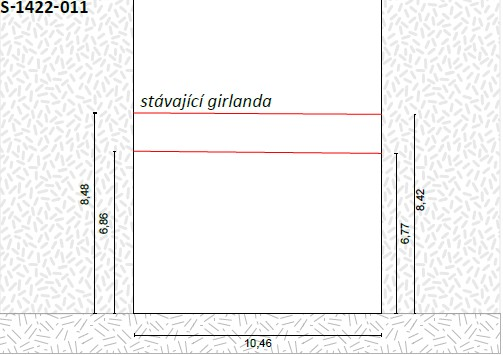 S-1422-011
stávající girlanda
8,48
6,86
6,77
8,42
10,46